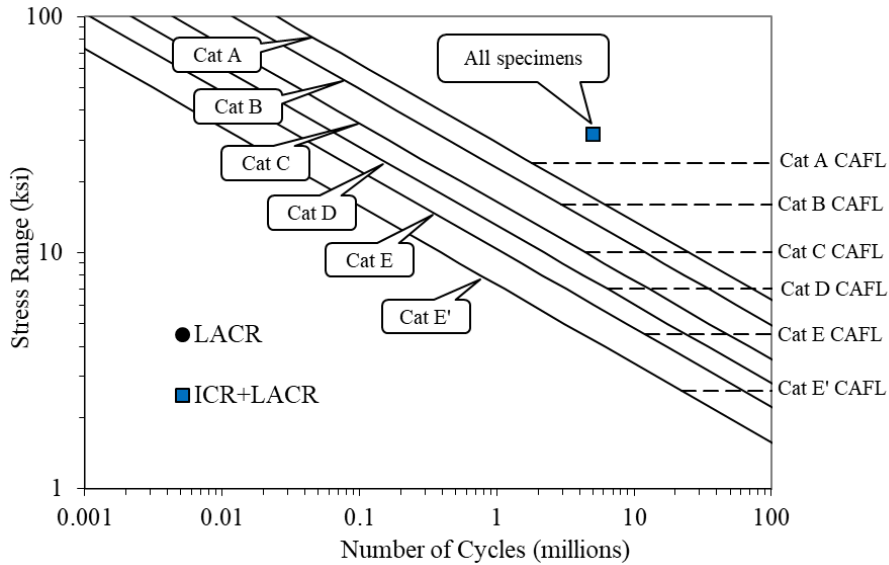 100
Cat A
All specimens
Cat B
Cat A CAFL
Cat C
Cat B CAFL
Cat D
10
Cat C CAFL
Cat E
Cat D CAFL
Cat E'
Cat E CAFL
LACR
ICR+LACR
Cat E' CAFL
1
0.001
0.01
0.1
1
10
100
Number of Cycles (millions)
Stress Range (ksi)